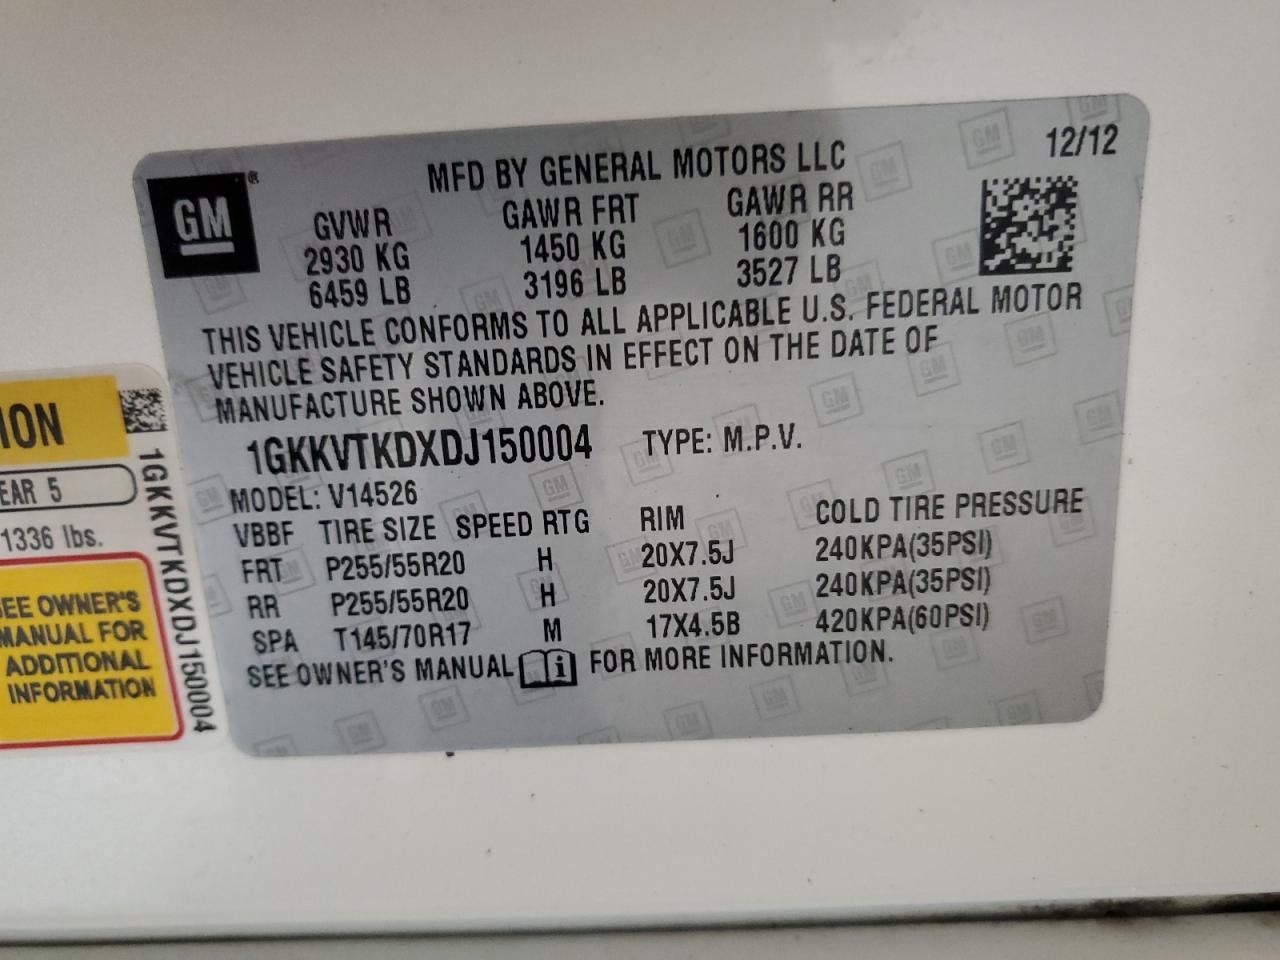 MFD BY GENERAL MOTORS LLC 12/12
GM ®
GVWR GAWR FRT GAWR RR
2930 KG 1450 KG 1600 KG
6459 LB 3196 LB 3527 LB
THIS VEHICLE CONFORMS TO ALL APPLICABLE U.S. FEDERAL MOTOR
VEHICLE SAFETY STANDARDS IN EFFECT ON THE DATE OF
MANUFACTURE SHOWN ABOVE.
1GKKVTKDXDJ150004 TYPE: M.P.V.
MODEL: V14526
VBBF TIRE SIZE SPEED RTG RIM COLD TIRE PRESSURE
FRT P255/55R20 H 20X7.5J 240KPA(35PSI)
RR P255/55R20 H 20X7.5J 240KPA(35PSI)
SPA T145/70R17 M 17X4.5B 420KPA(60PSI)
SEE OWNER'S MANUAL i FOR MORE INFORMATION.
ION
EAR 5
1336 lbs.
SEE OWNER'S
MANUAL FOR
ADDITIONAL
INFORMATION
1GKKVTKDXDJ150004